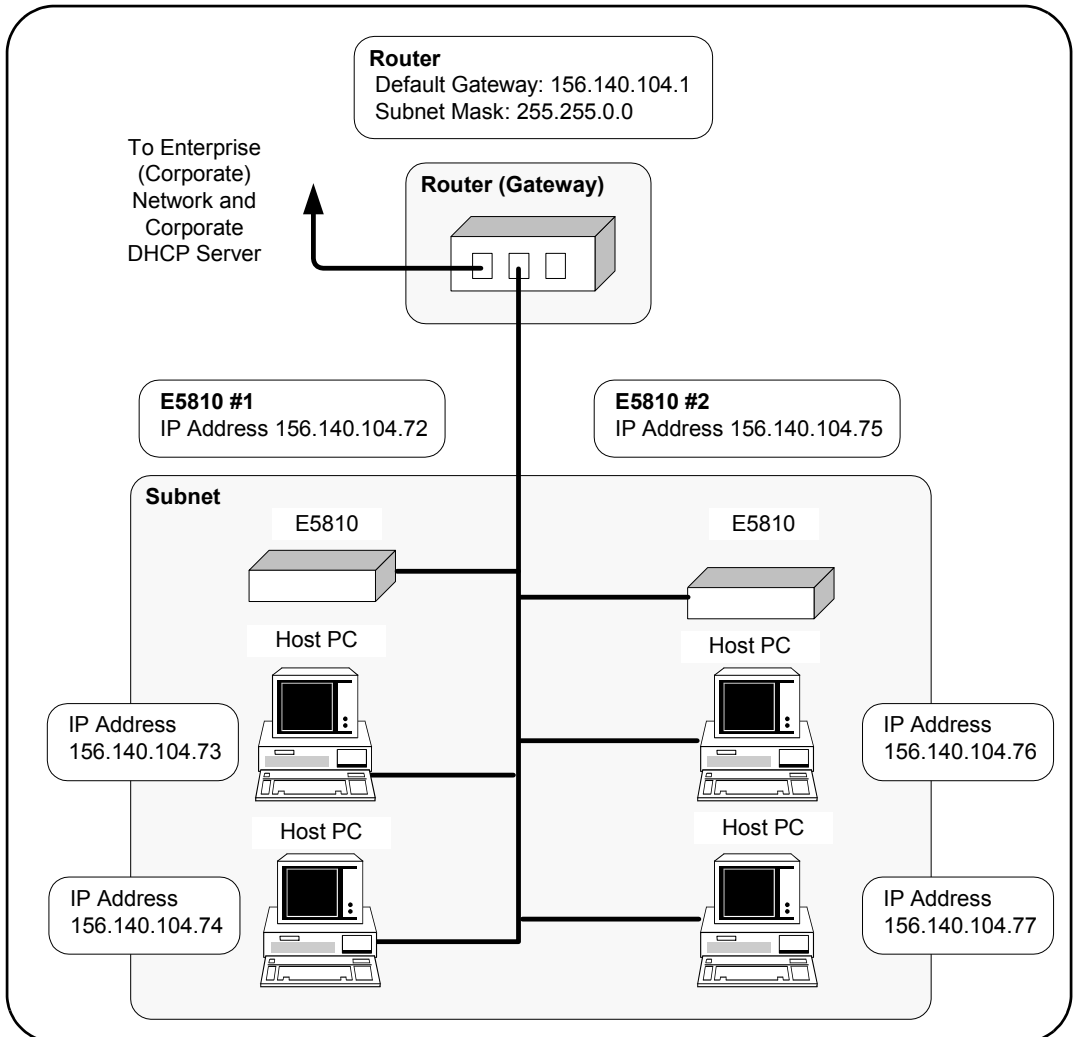 Router
Default Gateway: 156.140.104.1
Subnet Mask: 255.255.0.0
To Enterprise
(Corporate)
Network and
Corporate
DHCP Server
Router (Gateway)
E5810 #1
IP Address 156.140.104.72
E5810 #2
IP Address 156.140.104.75
Subnet
E5810
E5810
Host PC
Host PC
IP Address
156.140.104.73
IP Address
156.140.104.76
Host PC
Host PC
IP Address
156.140.104.74
IP Address
156.140.104.77